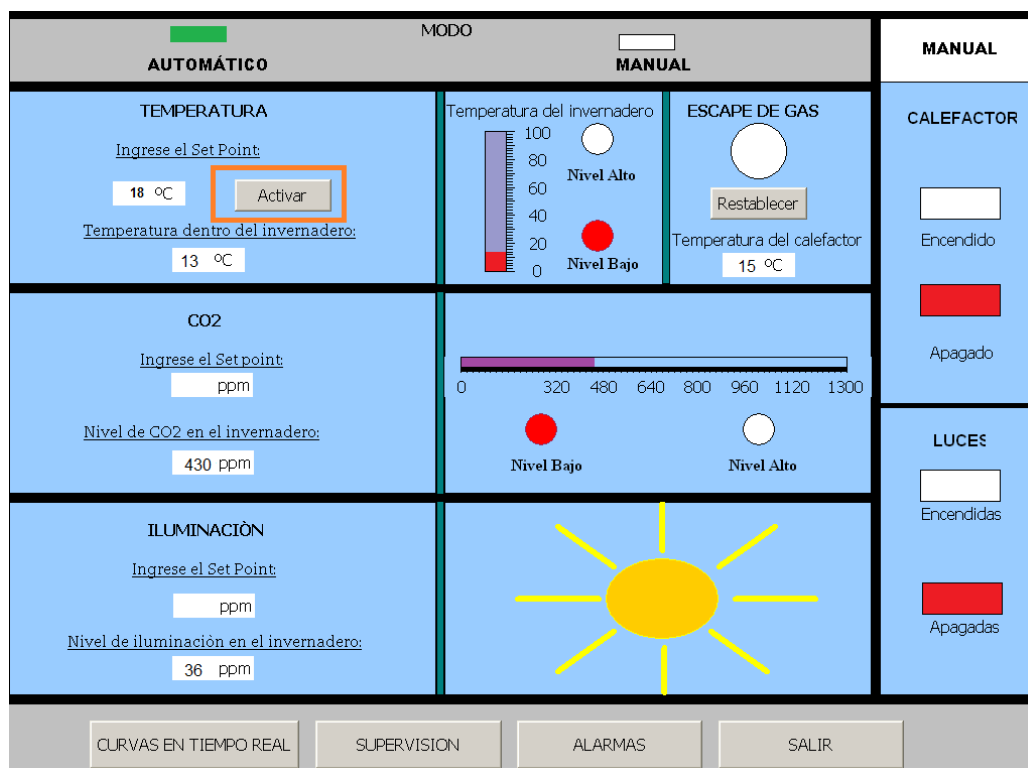 MODO
AUTOMÁTICO
MANUAL
MANUAL
TEMPERATURA
Ingrese el Set Point:
18 ºC
Activar
Temperatura dentro del invernadero:
13 ºC
Temperatura del invernadero
100
80
60
40
20
0
Nivel Alto
Nivel Bajo
ESCAPE DE GAS
Restablecer
Temperatura del calefactor
15 ºC
CALEFACTOR
Encendido
Apagado
CO2
Ingrese el Set point:
ppm
Nivel de CO2 en el invernadero:
430 ppm
0 320 480 640 800 960 1120 1300
Nivel Bajo
Nivel Alto
LUCES
Encendidas
Apagadas
ILUMINACIÒN
Ingrese el Set Point:
ppm
Nivel de iluminaciòn en el invernadero:
36 ppm
CURVAS EN TIEMPO REAL
SUPERVISION
ALARMAS
SALIR